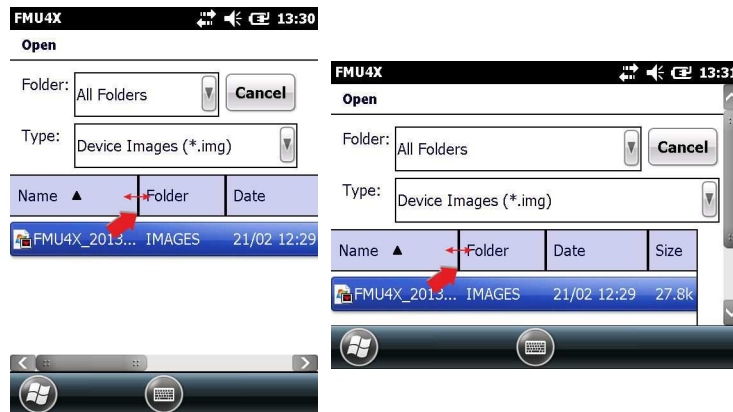 FMU4X 13:30
Open
Folder: All Folders Cancel
Type: Device Images (*.img)
Name ▲ Folder Date
FMU4X_2013... IMAGES 21/02 12:29
FMU4X 13:31
Open
Folder: All Folders Cancel
Type: Device Images (*.img)
Name ▲ Folder Date Size
FMU4X_2013... IMAGES 21/02 12:29 27.8k